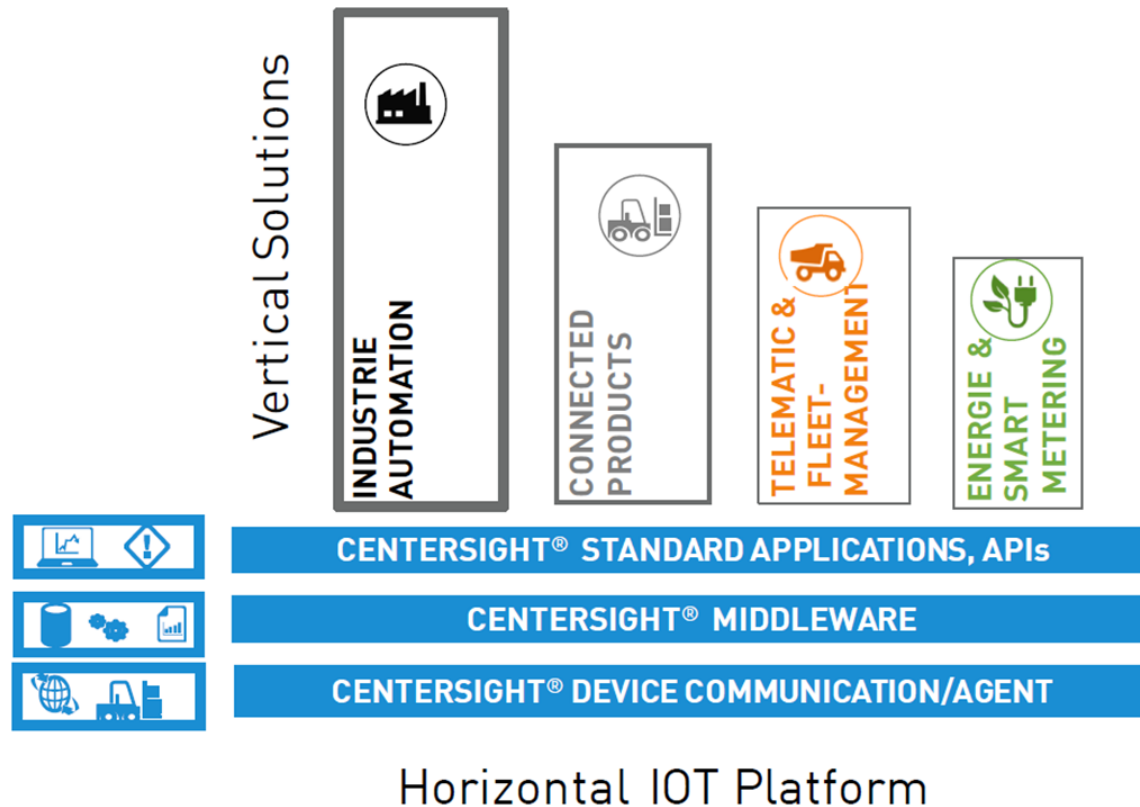 Vertical Solutions
INDUSTRIE
AUTOMATION
CONNECTED
PRODUCTS
TELEMATIC &
FLEET-
MANAGEMENT
ENERGIE &
SMART
METERING
CENTERSIGHT® STANDARD APPLICATIONS, APIs
CENTERSIGHT® MIDDLEWARE
CENTERSIGHT® DEVICE COMMUNICATION/AGENT
Horizontal IOT Platform